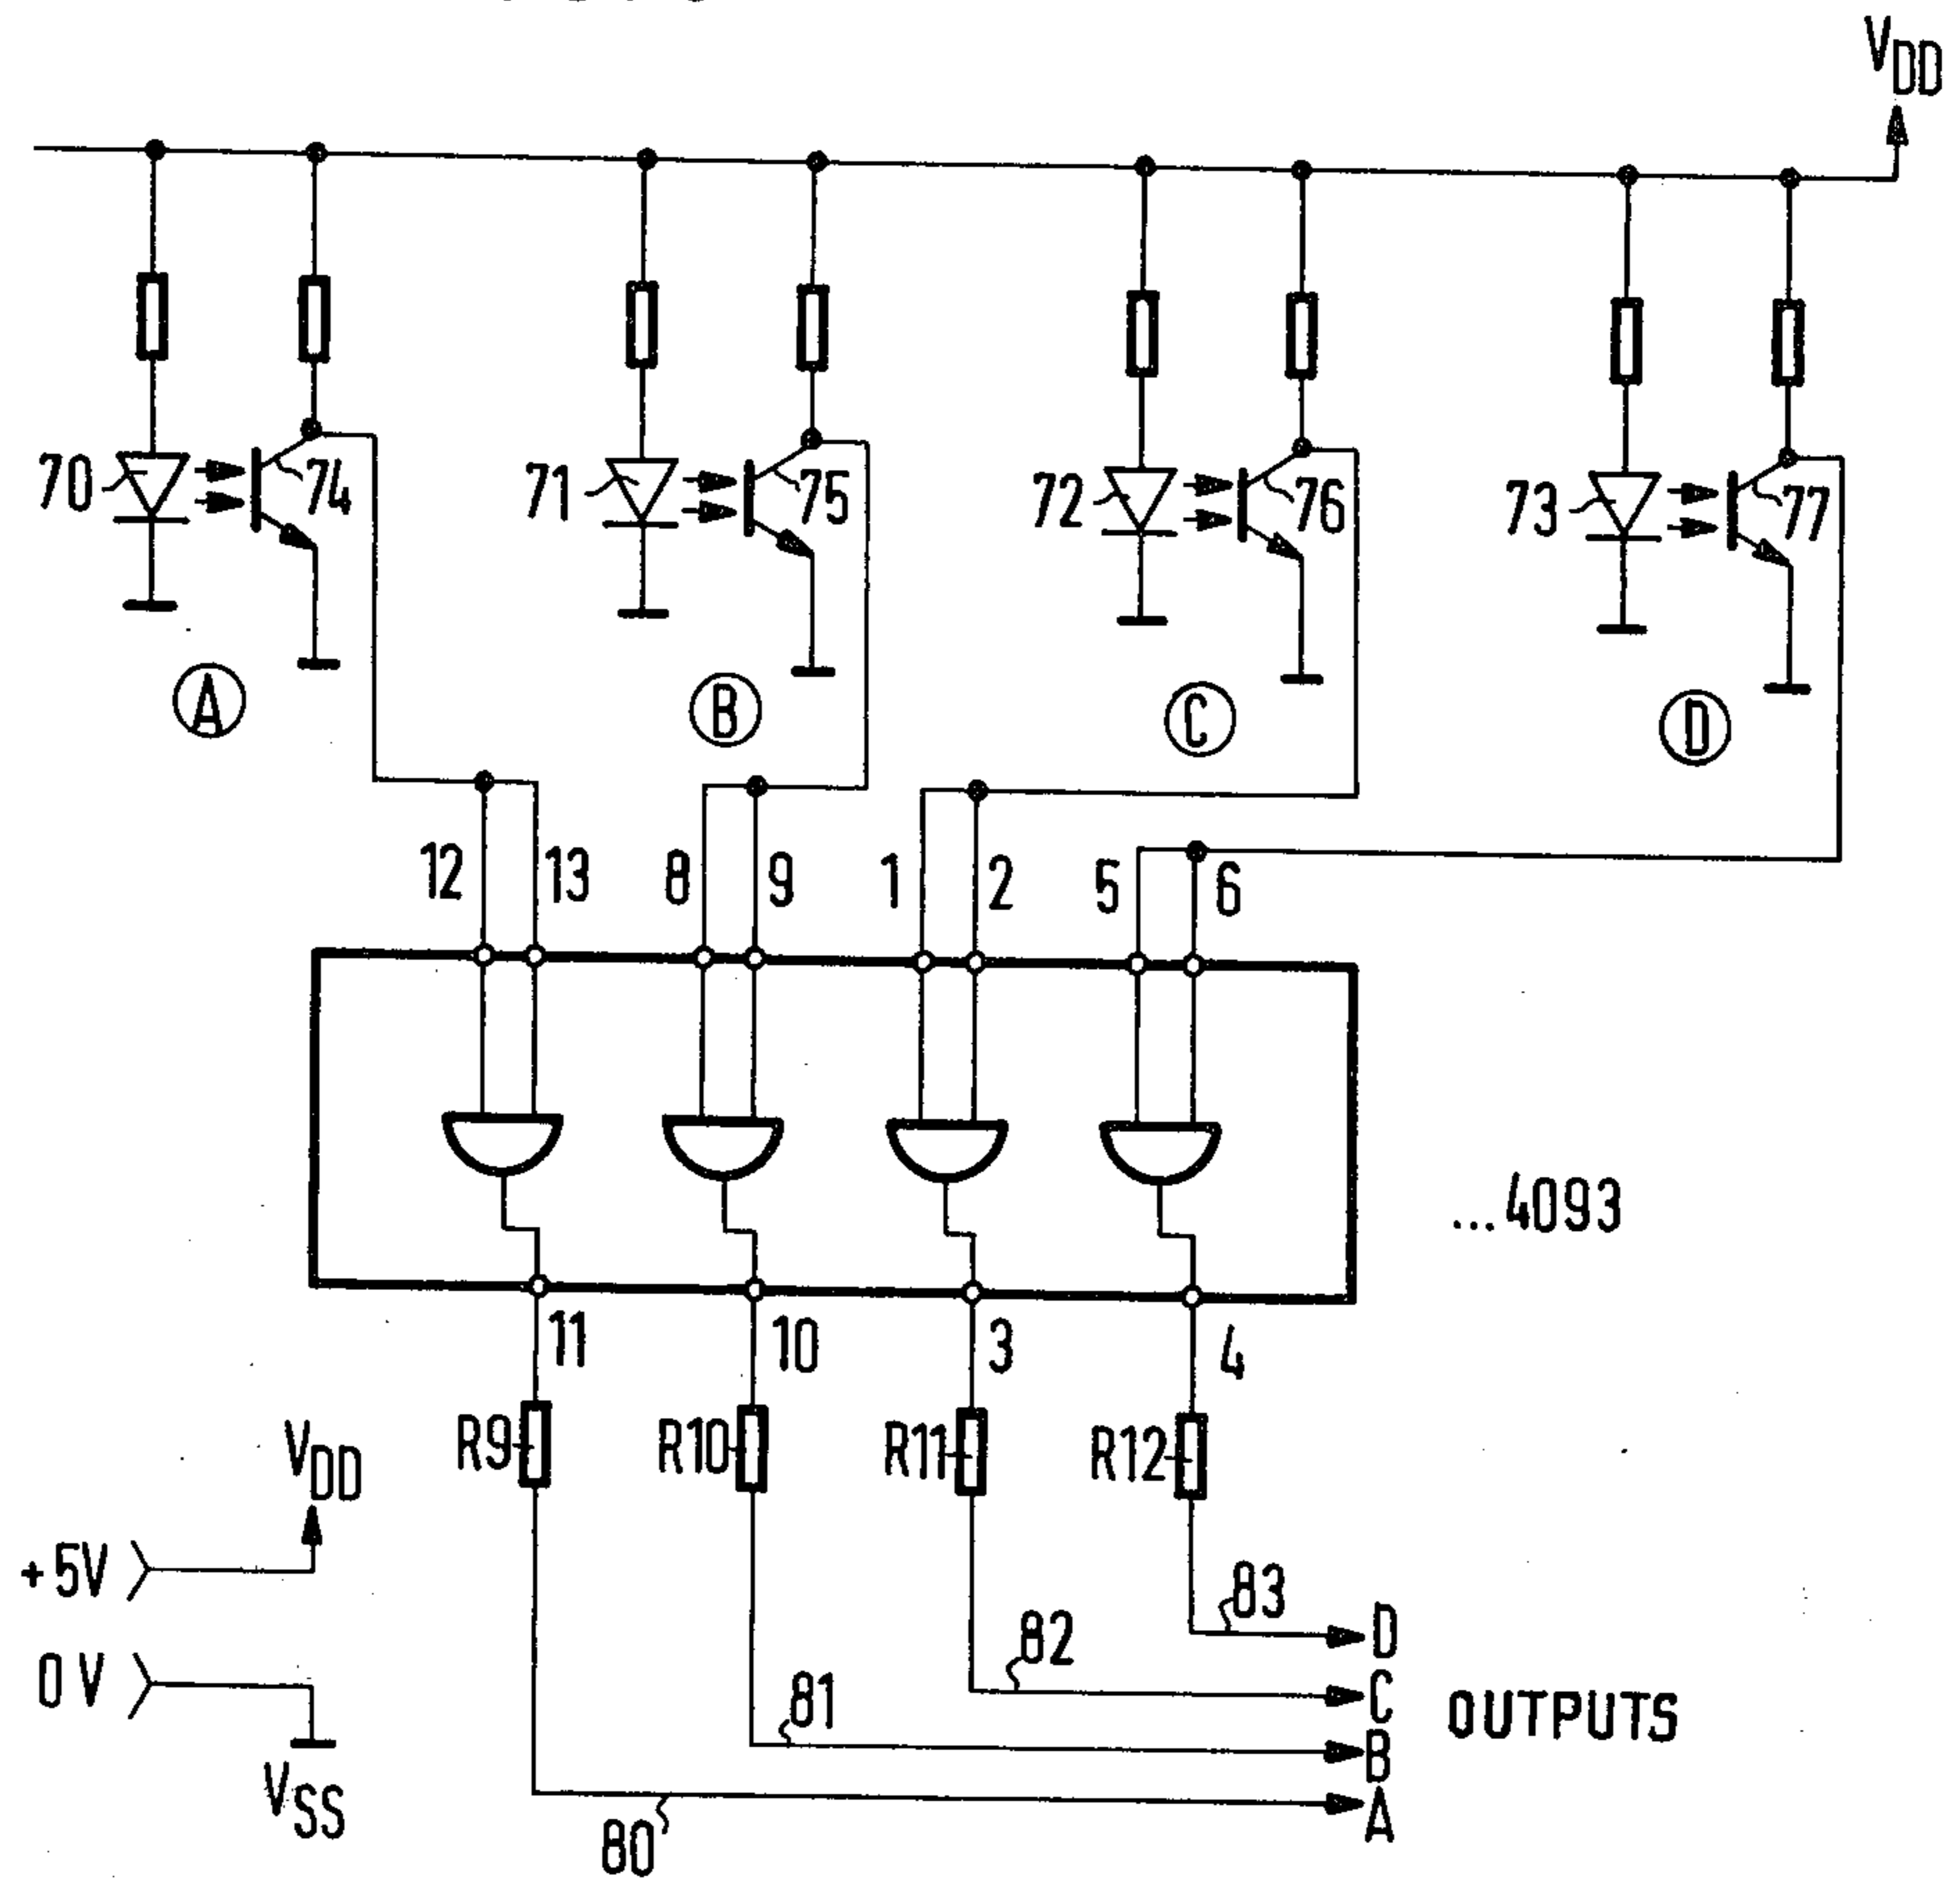 VDD
70 74 71 75 72 76 73 77
A B C D
12 13 8 9 1 2 5 6
...4093
11 10 3 4
R9 R10 R11 R12
VDD
+5V
83 D
82 C
0 V
OUTPUTS
81 B
VSS
80 A